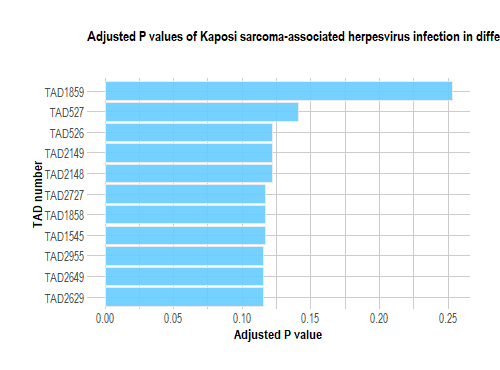 Adjusted P values of Kaposi sarcoma-associated herpesvirus infection in diffe
TAD1859
TAD527
TAD526
TAD2149
TAD2148
TAD2727
TAD1858
TAD1545
TAD2955
TAD2649
TAD2629
TAD number
0.00 0.05 0.10 0.15 0.20 0.25
Adjusted P value